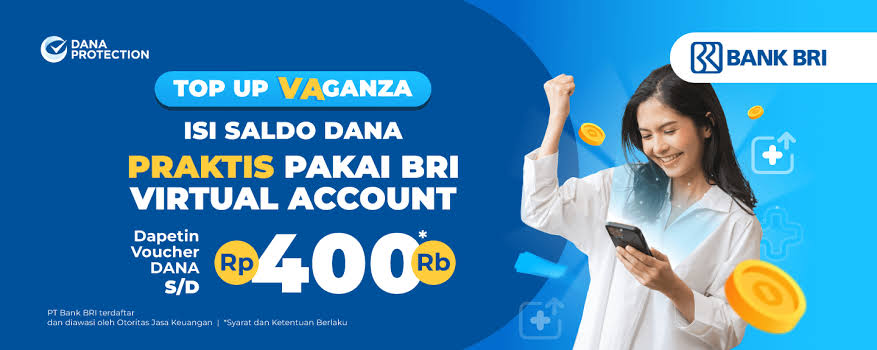 DANA
PROTECTION
BANK BRI
TOP UP VAGANZA
ISI SALDO DANA
PRAKTIS PAKAI BRI
VIRTUAL ACCOUNT
Dapetin
Voucher
DANA
S/D
Rp 400* Rb
PT Bank BRI terdaftar
dan diawasi oleh Otoritas Jasa Keuangan | *Syarat dan Ketentuan Berlaku